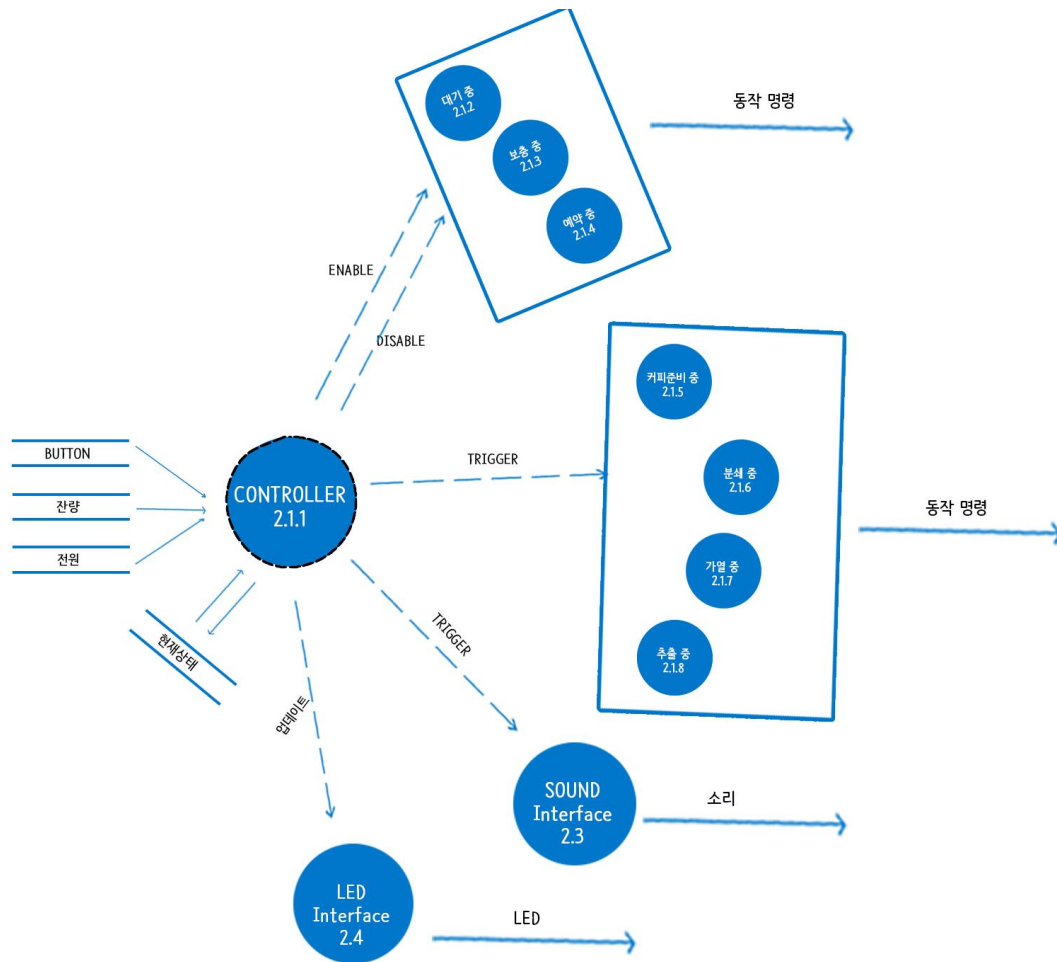 대기 중
2.1.2
동작 명령
보충 중
2.1.3
예약 중
2.1.4
ENABLE
DISABLE
커피준비 중
2.1.5
BUTTON
TRIGGER
분쇄 중
2.1.6
CONTROLLER
2.1.1
잔량
동작 명령
전원
가열 중
2.1.7
현재상태
TRIGGER
추출 중
2.1.8
업데이트
SOUND
Interface
2.3
소리
LED
Interface
2.4
LED